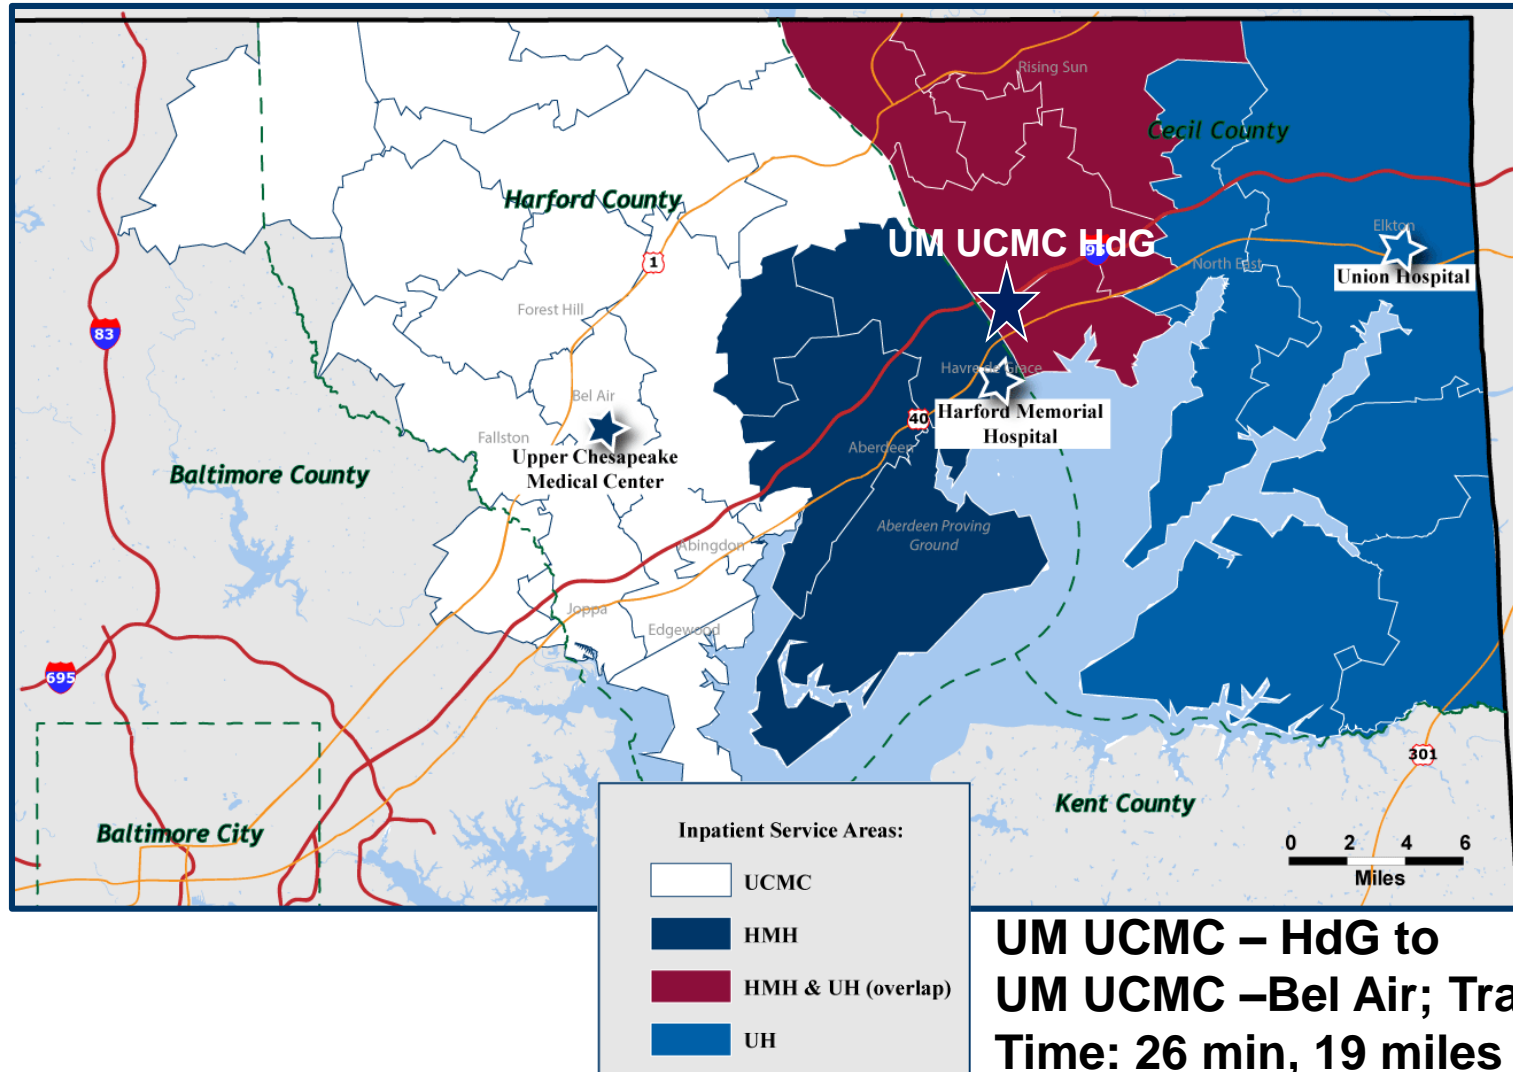 Rising Sun
Cecil County
Harford County
UM UCMC HdG
95
Elkton
1
North East
Union Hospital
Forest Hill
83
Havre de Grace
Bel Air
40
Harford Memorial
Hospital
Fallston
Aberdeen
Upper Chesapeake
Medical Center
Baltimore County
Aberdeen Proving
Ground
Abingdon
Joppa
Edgewood
695
301
Kent County
Baltimore City
0 2 4 6
Miles
Inpatient Service Areas:
UCMC
HMH
HMH & UH (overlap)
UH
UM UCMC – HdG to
UM UCMC –Bel Air; Tra
Time: 26 min, 19 miles